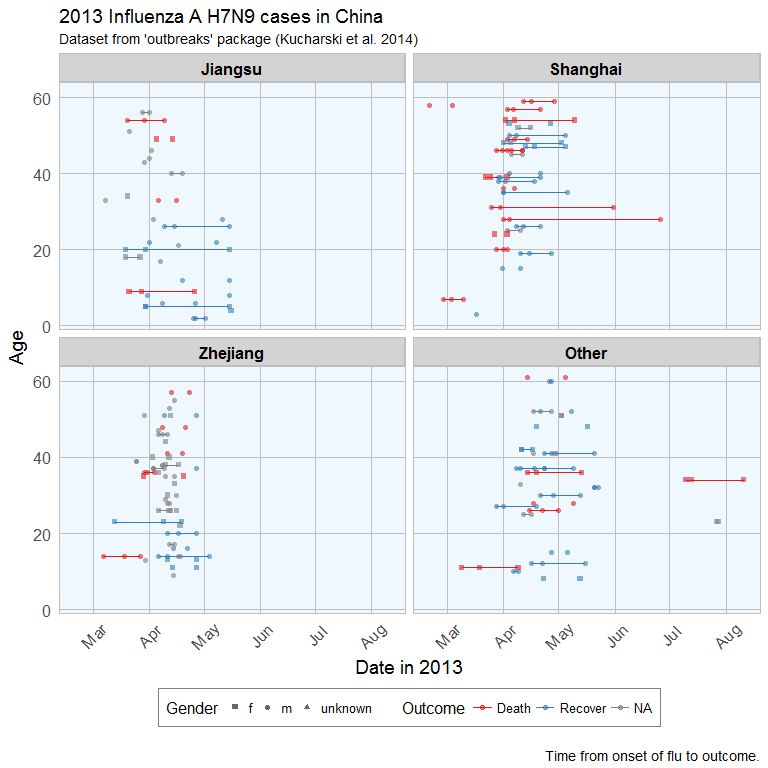 2013 Influenza A H7N9 cases in China
Dataset from 'outbreaks' package (Kucharski et al. 2014)
Jiangsu
Shanghai
60
40
20
0
Age
Zhejiang
Other
60
40
20
0
Mar Apr May Jun Jul Aug Mar Apr May Jun Jul Aug
Date in 2013
Gender f m unknown Outcome Death Recover NA
Time from onset of flu to outcome.